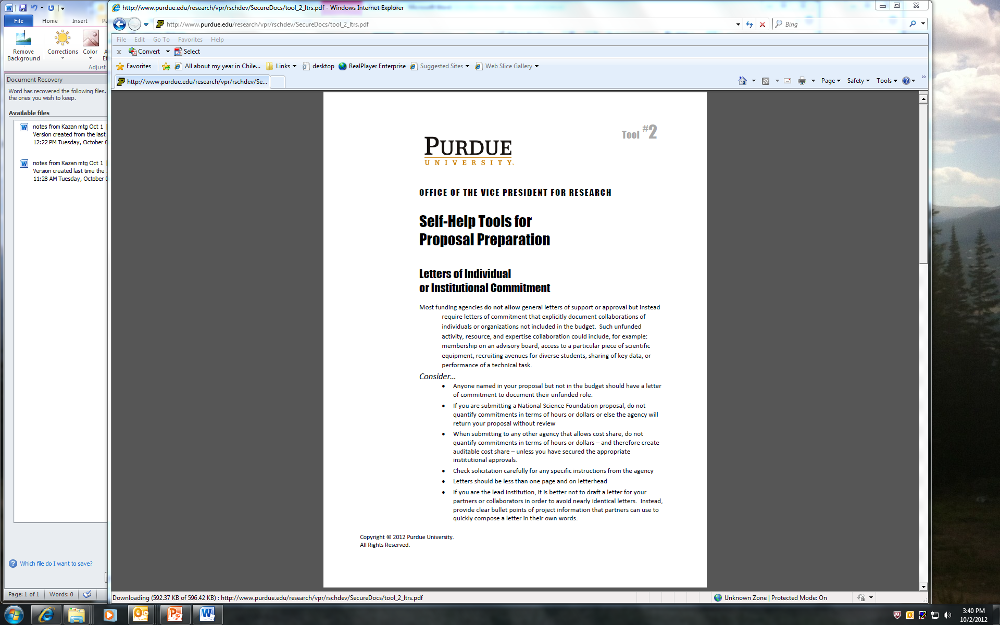 http://www.purdue.edu/research/vpr/rschdev/SecureDocs/tool_2_ltrs.pdf - Windows Internet Explorer
File Home Insert
http://www.purdue.edu/research/vpr/rschdev/SecureDocs/tool_2_ltrs.pdf
Bing
File Edit Go To Favorites Help
Remove
Background
Corrections
Color
Adjust
x Convert Select
Favorites All about my year in Chile... Links desktop RealPlayer Enterprise Suggested Sites Web Slice Gallery
http://www.purdue.edu/research/vpr/rschdev/Se...
Page Safety Tools
Document Recovery
Word has recovered the following files.
the ones you wish to keep.
Available files
notes from Kazan mtg Oct 1
Version created from the last
12:22 PM Tuesday, October 0
notes from Kazan mtg Oct 1
Version created last time the
11:28 AM Tuesday, October 0
Which file do I want to save?
Page: 1 of 1 Words: 0
Tool #2
PURDUE
UNIVERSITY
OFFICE OF THE VICE PRESIDENT FOR RESEARCH
Self-Help Tools for
Proposal Preparation
Letters of Individual
or Institutional Commitment
Most funding agencies do not allow general letters of support or approval but instead
require letters of commitment that explicitly document collaborations of
individuals or organizations not included in the budget. Such unfunded
activity, resource, and expertise collaboration could include, for example:
membership on an advisory board, access to a particular piece of scientific
equipment, recruiting avenues for diverse students, sharing of key data, or
performance of a technical task.
Consider...
• Anyone named in your proposal but not in the budget should have a letter
of commitment to document their unfunded role.
• If you are submitting a National Science Foundation proposal, do not
quantify commitments in terms of hours or dollars or else the agency will
return your proposal without review
• When submitting to any other agency that allows cost share, do not
quantify commitments in terms of hours or dollars – and therefore create
auditable cost share – unless you have secured the appropriate
institutional approvals.
• Check solicitation carefully for any specific instructions from the agency
• Letters should be less than one page and on letterhead
• If you are the lead institution, it is better not to draft a letter for your
partners or collaborators in order to avoid nearly identical letters. Instead,
provide clear bullet points of project information that partners can use to
quickly compose a letter in their own words.
Copyright © 2012 Purdue University.
All Rights Reserved.
Downloading (592.37 KB of 596.42 KB) : http://www.purdue.edu/research/vpr/rschdev/SecureDocs/tool_2_ltrs.pdf
Unknown Zone | Protected Mode: On
3:40 PM
10/2/2012